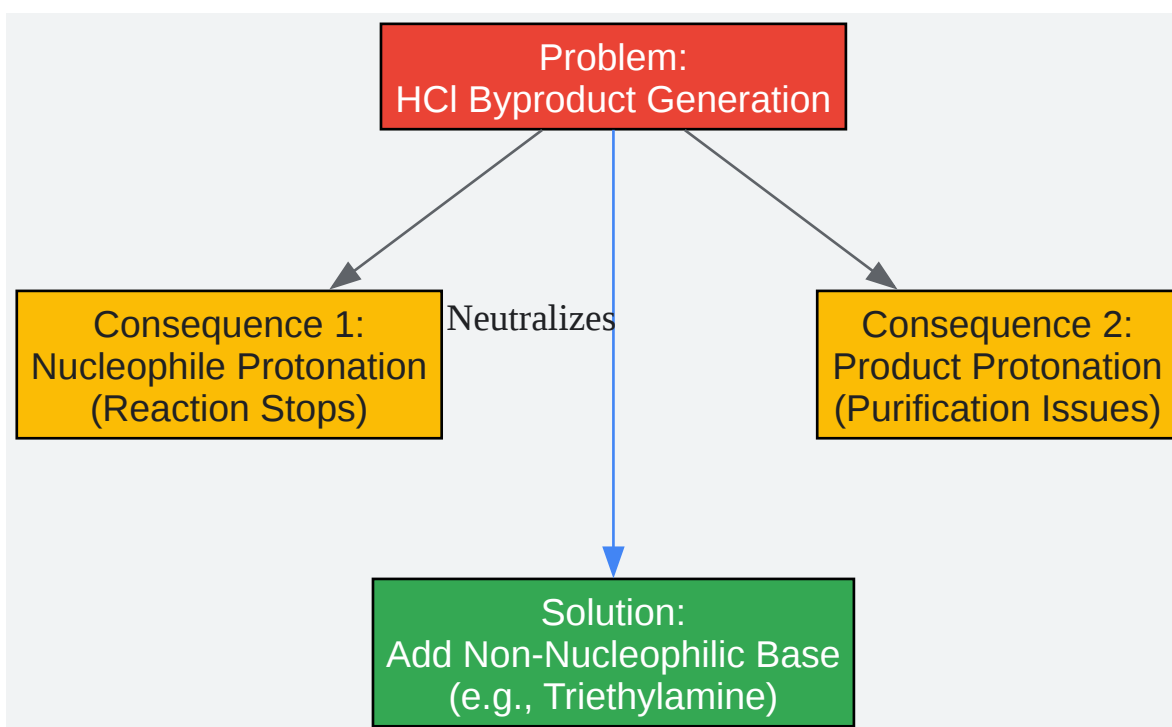 Problem:
HCl Byproduct Generation
Consequence 1:
Nucleophile Protonation
(Reaction Stops)
Neutralizes
Consequence 2:
Product Protonation
(Purification Issues)
Solution:
Add Non-Nucleophilic Base
(e.g., Triethylamine)